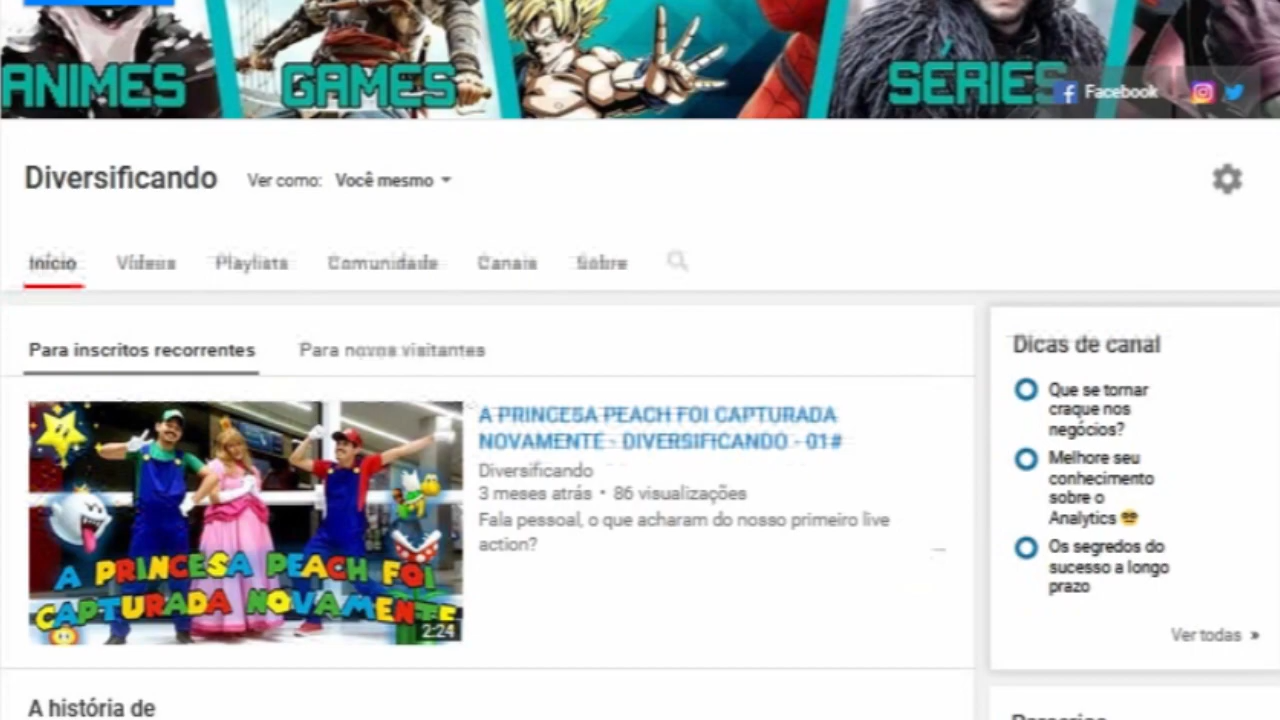 ANIMES
GAMES
SÉRIES
Facebook
Diversificando
Ver como: Você mesmo
Início Vídeos Playlists Comunidade Canais Sobre
Para inscritos recorrentes Para novos visitantes
A PRINCESA PEACH FOI CAPTURADA
NOVAMENTE - DIVERSIFICANDO - 01#
Diversificando
3 meses atrás • 86 visualizações
Fala pessoal, o que acharam do nosso primeiro live
action?
A PRINCESA PEACH FOI
CAPTURADA NOVAMENTE
2:24
Dicas de canal
Que se tornar
craque nos
negócios?
Melhore seu
conhecimento
sobre o
Analytics 🤓
Os segredos do
sucesso a longo
prazo
Ver todas »
A história de